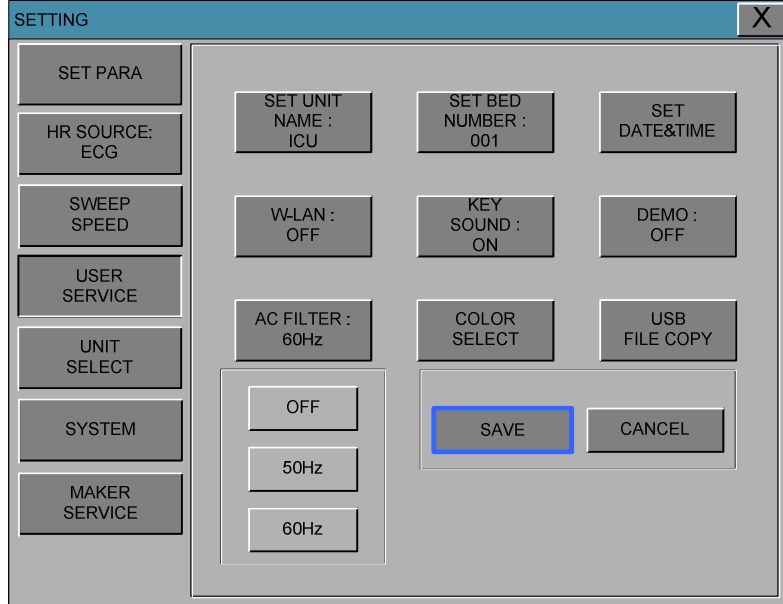 SETTING
X
SET PARA
HR SOURCE:
ECG
SWEEP
SPEED
USER
SERVICE
UNIT
SELECT
SYSTEM
MAKER
SERVICE
SET UNIT
NAME :
ICU
SET BED
NUMBER :
001
SET
DATE&TIME
W-LAN :
OFF
KEY
SOUND :
ON
DEMO :
OFF
AC FILTER :
60Hz
COLOR
SELECT
USB
FILE COPY
OFF
50Hz
60Hz
SAVE
CANCEL